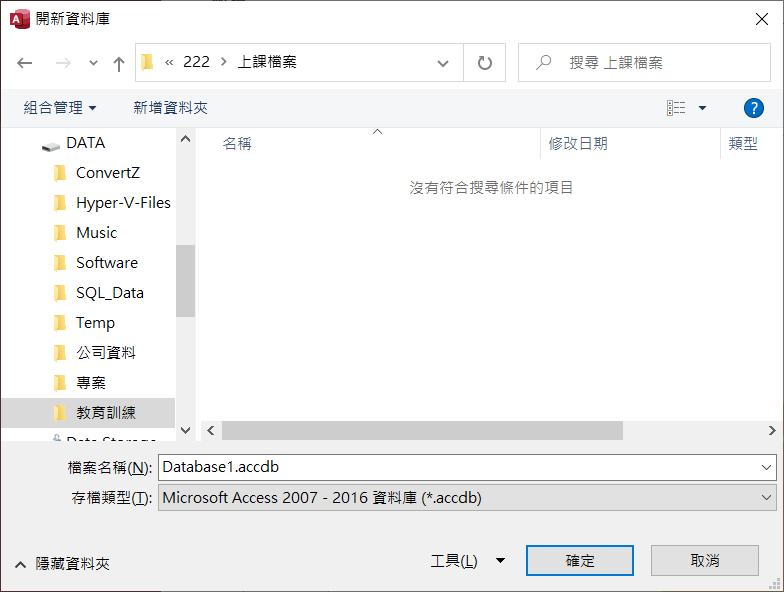 開新資料庫
« 222 › 上課檔案
搜尋 上課檔案
組合管理 新增資料夾
名稱 修改日期 類型
沒有符合搜尋條件的項目
DATA
ConvertZ
Hyper-V-Files
Music
Software
SQL_Data
Temp
公司資料
專案
教育訓練
Data Storage
檔案名稱(N): Database1.accdb
存檔類型(T): Microsoft Access 2007 - 2016 資料庫 (*.accdb)
隱藏資料夾 工具(L) 確定 取消